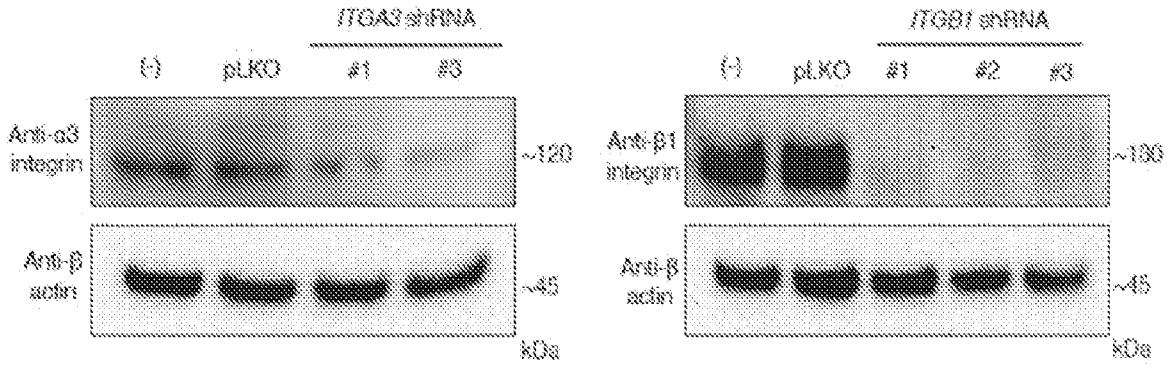 ITGA3 shRNA
(-) pLKO #1 #3
Anti-α3
integrin
~120
Anti-β
actin
~45
kDa
ITGB1 shRNA
(-) pLKO #1 #2 #3
Anti-β1
integrin
~130
Anti-β
actin
~45
kDa